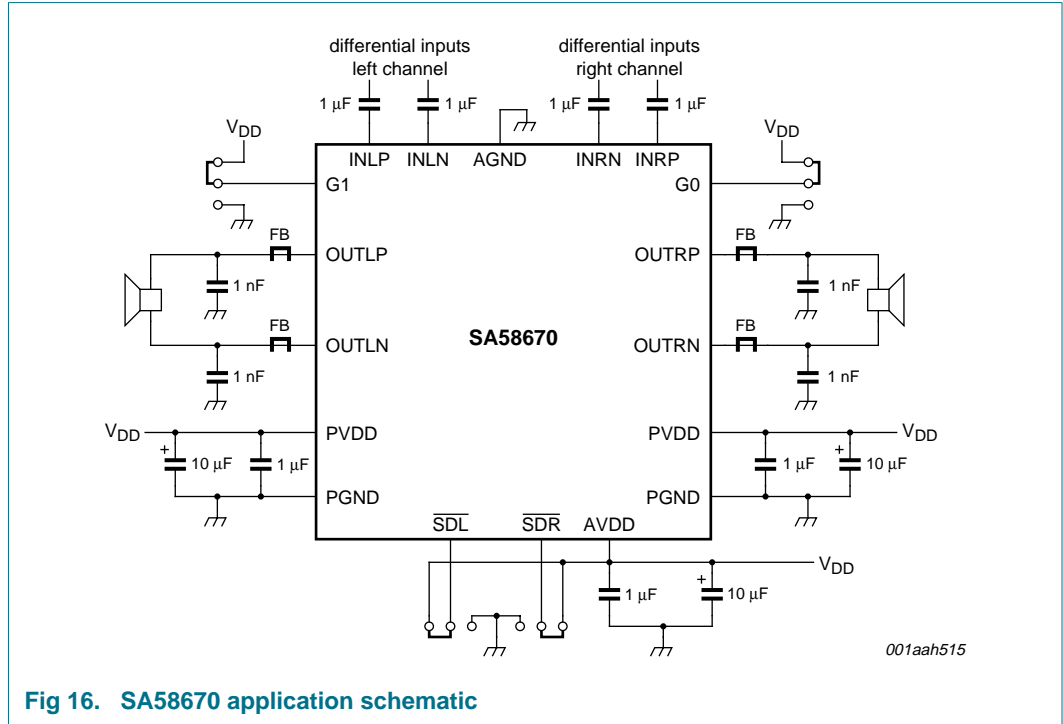 differential inputs
left channel
differential inputs
right channel
1 μF
1 μF
1 μF
1 μF
VDD
VDD
INLP
INLN
AGND
INRN
INRP
G1
G0
FB
OUTLP
OUTRP
FB
1 nF
1 nF
FB
OUTLN
SA58670
OUTRN
FB
1 nF
1 nF
VDD
PVDD
PVDD
VDD
+
10 μF
1 μF
1 μF
+
10 μF
PGND
PGND
SDL
SDR
AVDD
VDD
1 μF
+
10 μF
001aah515
Fig 16. SA58670 application schematic